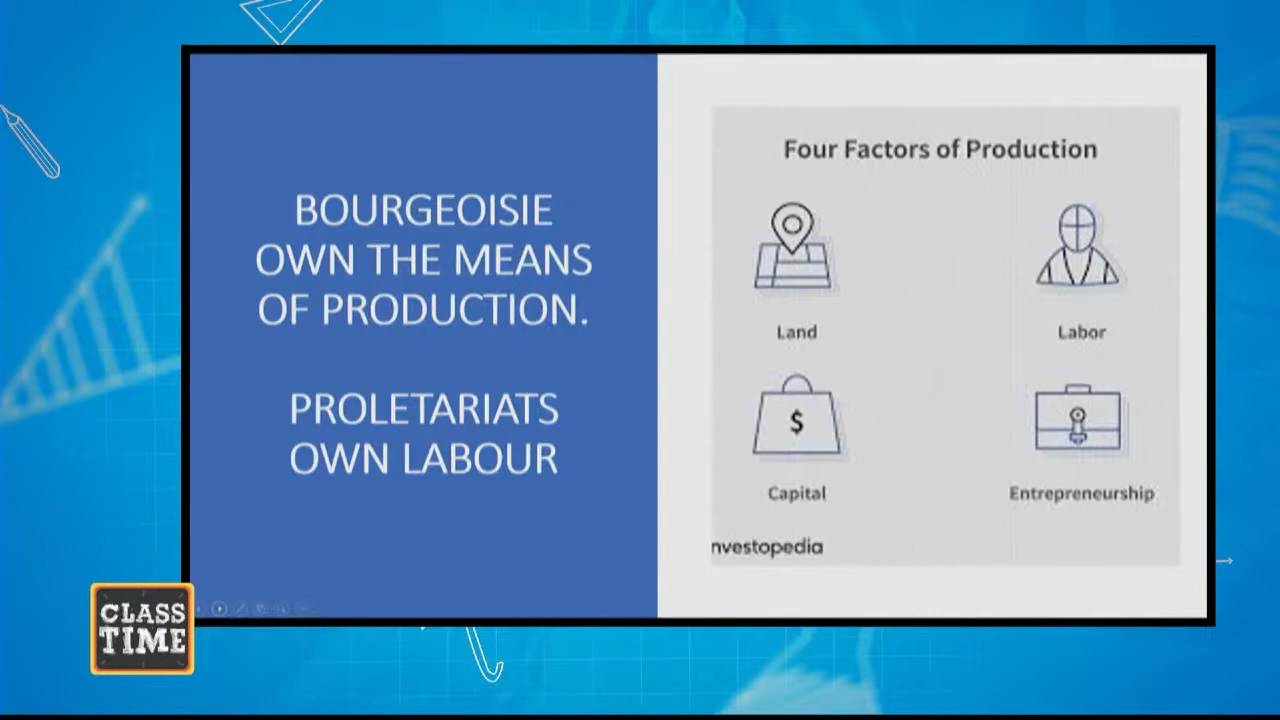 BOURGEOISIE
OWN THE MEANS
OF PRODUCTION.
PROLETARIATS
OWN LABOUR
Four Factors of Production
Land
Labor
$
Capital
Entrepreneurship
nvestopedia
CLASS
TIME